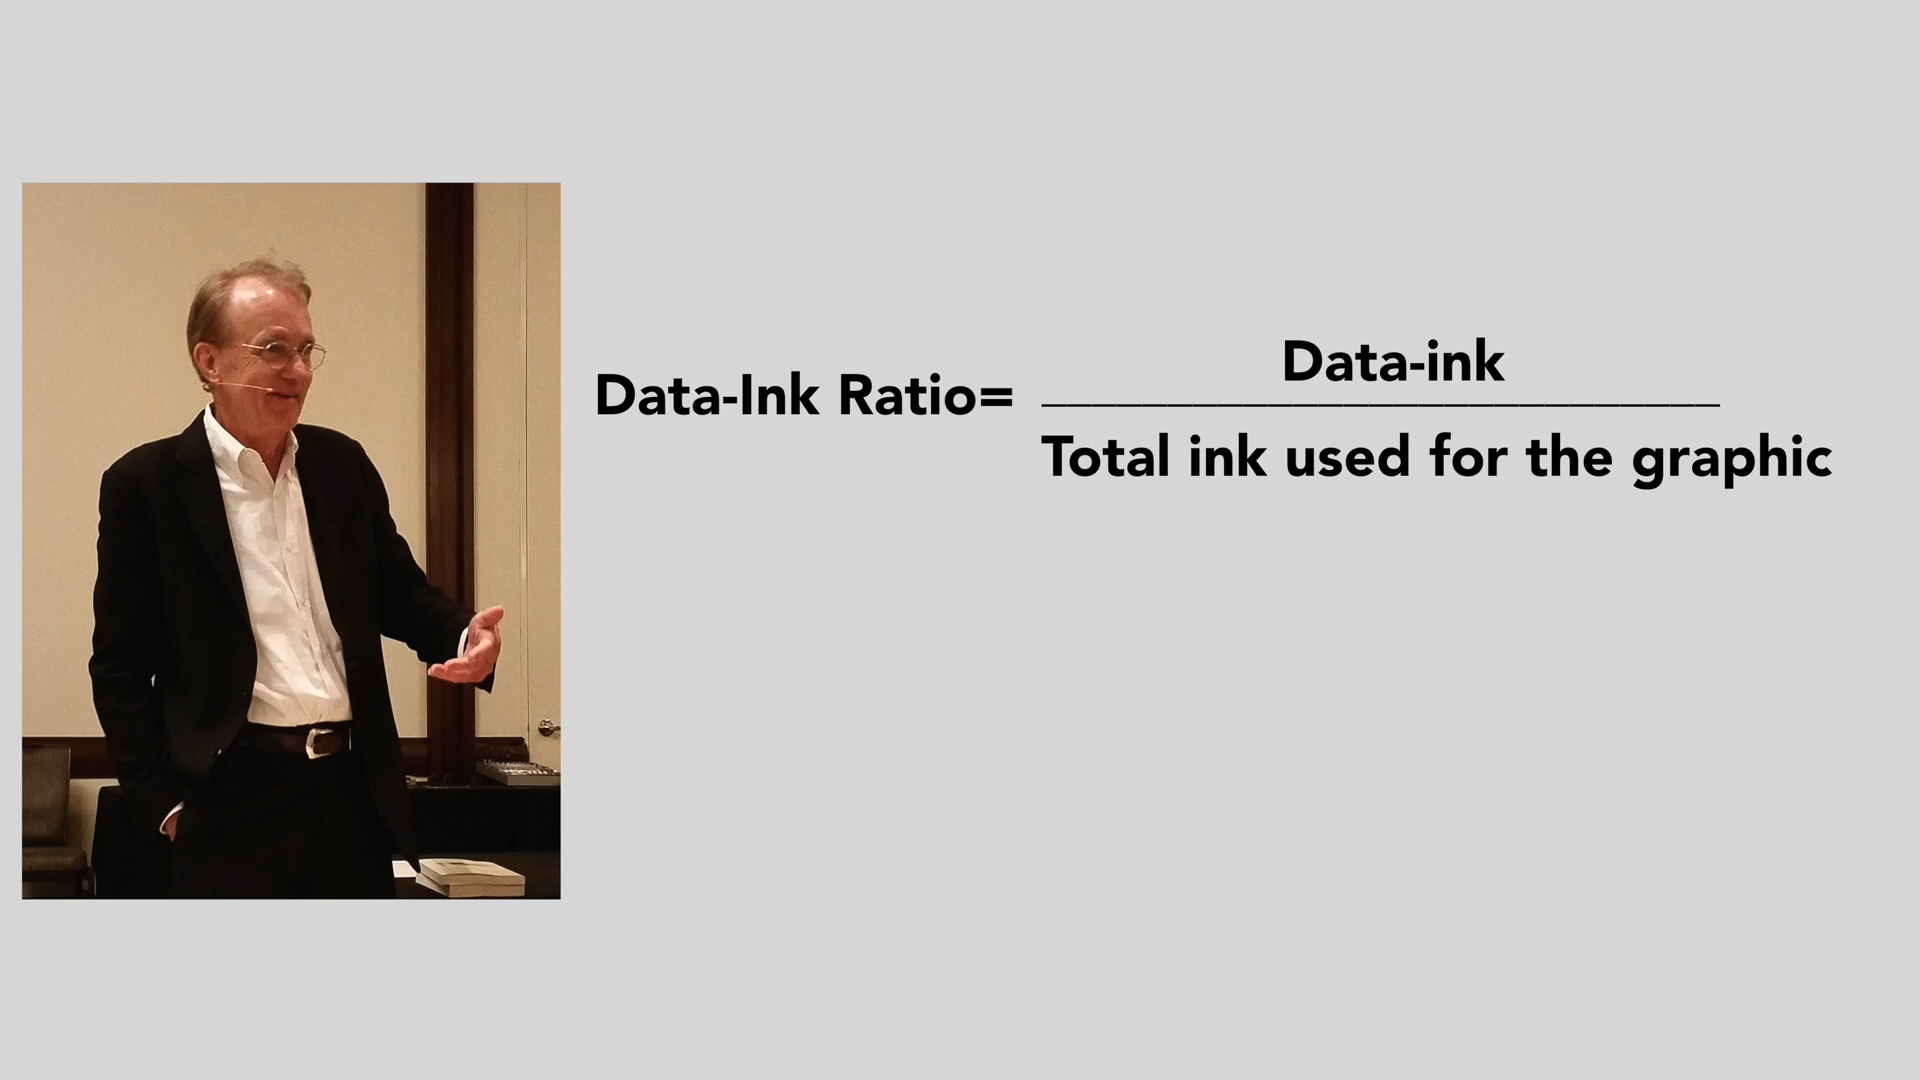 Data-Ink Ratio=
Data-ink
Total ink used for the graphic